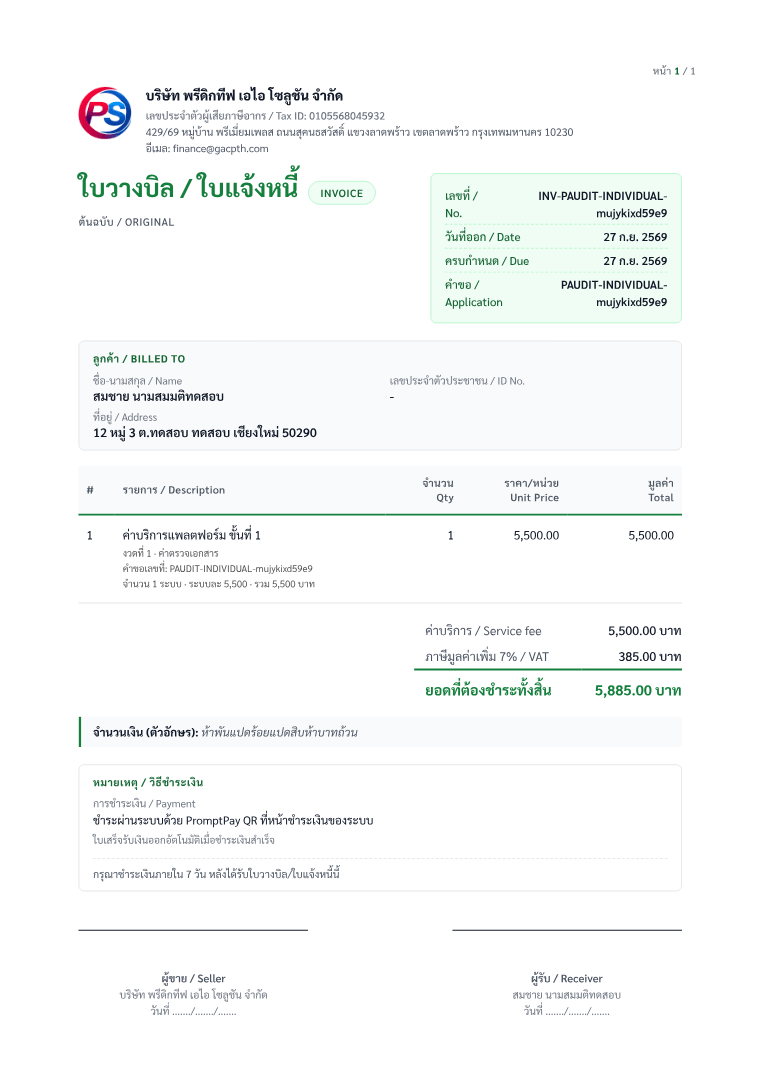 หน้า 1 / 1
PS
บริษัท พรีดิกทีฟ เอไอ โซลูชัน จำกัด
เลขประจำตัวผู้เสียภาษีอากร / Tax ID: 0105568045932
429/69 หมู่บ้าน พรีเมี่ยมเพลส ถนนสุคนธสวัสดิ์ แขวงลาดพร้าว เขตลาดพร้าว กรุงเทพมหานคร 10230
อีเมล: finance@gacpth.com
ใบวางบิล / ใบแจ้งหนี้ INVOICE
ต้นฉบับ / ORIGINAL
เลขที่ / No. INV-PAUDIT-INDIVIDUAL-mujykixd59e9
วันที่ออก / Date 27 ก.ย. 2569
ครบกำหนด / Due 27 ก.ย. 2569
คำขอ / Application PAUDIT-INDIVIDUAL-mujykixd59e9
ลูกค้า / BILLED TO
ชื่อ-นามสกุล / Name เลขประจำตัวประชาชน / ID No.
สมชาย นามสมมติทดสอบ -
ที่อยู่ / Address
12 หมู่ 3 ต.ทดสอบ ทดสอบ เชียงใหม่ 50290
# รายการ / Description จำนวน Qty ราคา/หน่วย Unit Price มูลค่า Total
1 ค่าบริการแพลตฟอร์ม ขั้นที่ 1 1 5,500.00 5,500.00
งวดที่ 1 · ค่าตรวจเอกสาร
คำขอเลขที่: PAUDIT-INDIVIDUAL-mujykixd59e9
จำนวน 1 ระบบ · ระบบละ 5,500 · รวม 5,500 บาท
ค่าบริการ / Service fee 5,500.00 บาท
ภาษีมูลค่าเพิ่ม 7% / VAT 385.00 บาท
ยอดที่ต้องชำระทั้งสิ้น 5,885.00 บาท
จำนวนเงิน (ตัวอักษร): ห้าพันแปดร้อยแปดสิบห้าบาทถ้วน
หมายเหตุ / วิธีชำระเงิน
การชำระเงิน / Payment
ชำระผ่านระบบด้วย PromptPay QR ที่หน้าชำระเงินของระบบ
ใบเสร็จรับเงินออกอัตโนมัติเมื่อชำระเงินสำเร็จ
กรุณาชำระเงินภายใน 7 วัน หลังได้รับใบวางบิล/ใบแจ้งหนี้นี้
ผู้ขาย / Seller ผู้รับ / Receiver
บริษัท พรีดิกทีฟ เอไอ โซลูชัน จำกัด สมชาย นามสมมติทดสอบ
วันที่ ......./......./....... วันที่ ......./......./.......